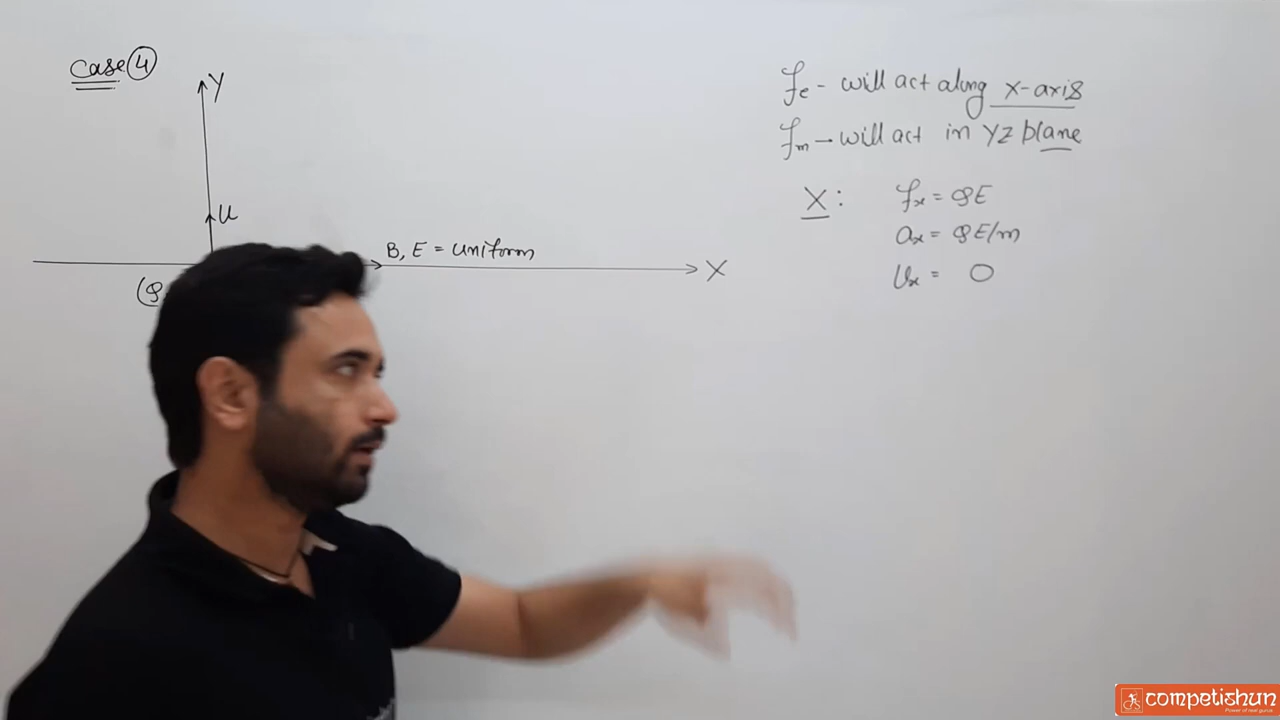 Case 4
Y
U
B, E = Uniform
X
fe - will act along X-axis
fm - will act in YZ plane
X: fx = qE
ax = qE/m
Ux = 0
competishun